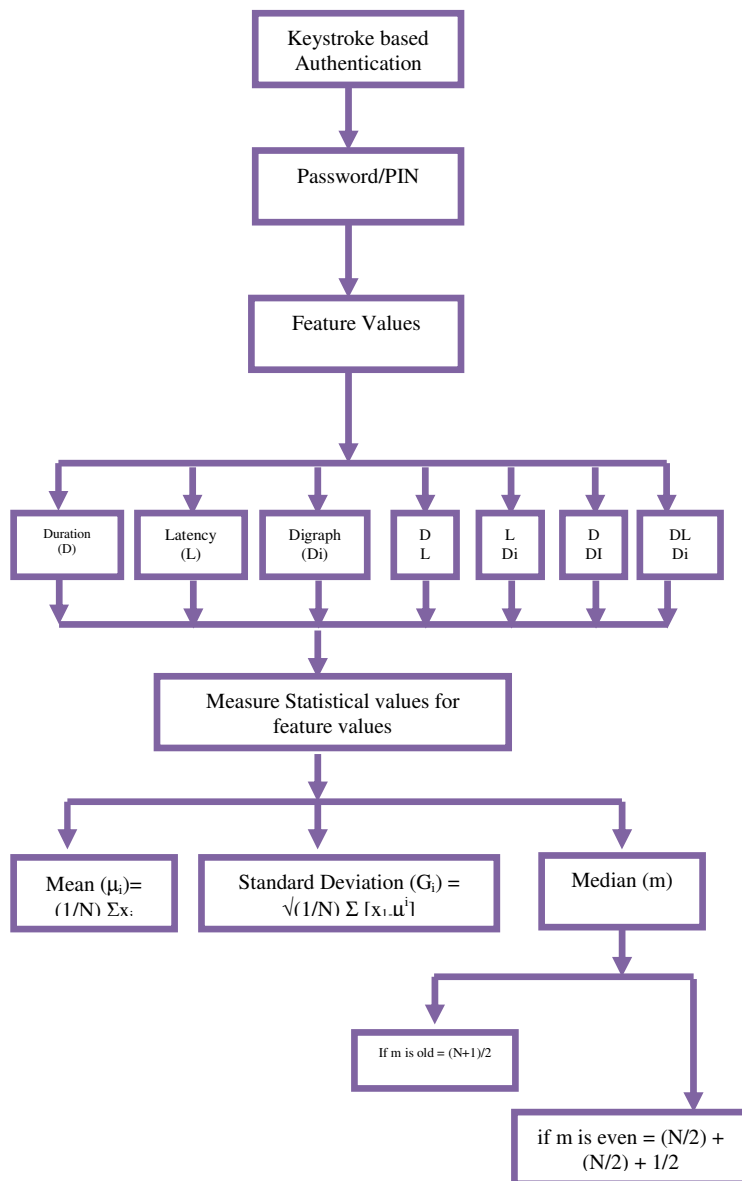 Keystroke based
Authentication
Password/PIN
Feature Values
Duration
(D)
Latency
(L)
Digraph
(Di)
D
L
L
Di
D
DI
DL
Di
Measure Statistical values for
feature values
Mean (μi)=
(1/N) Σxi
Standard Deviation (Gi) =
√(1/N) Σ [x1-μi]
Median (m)
If m is old = (N+1)/2
if m is even = (N/2) +
(N/2) + 1/2